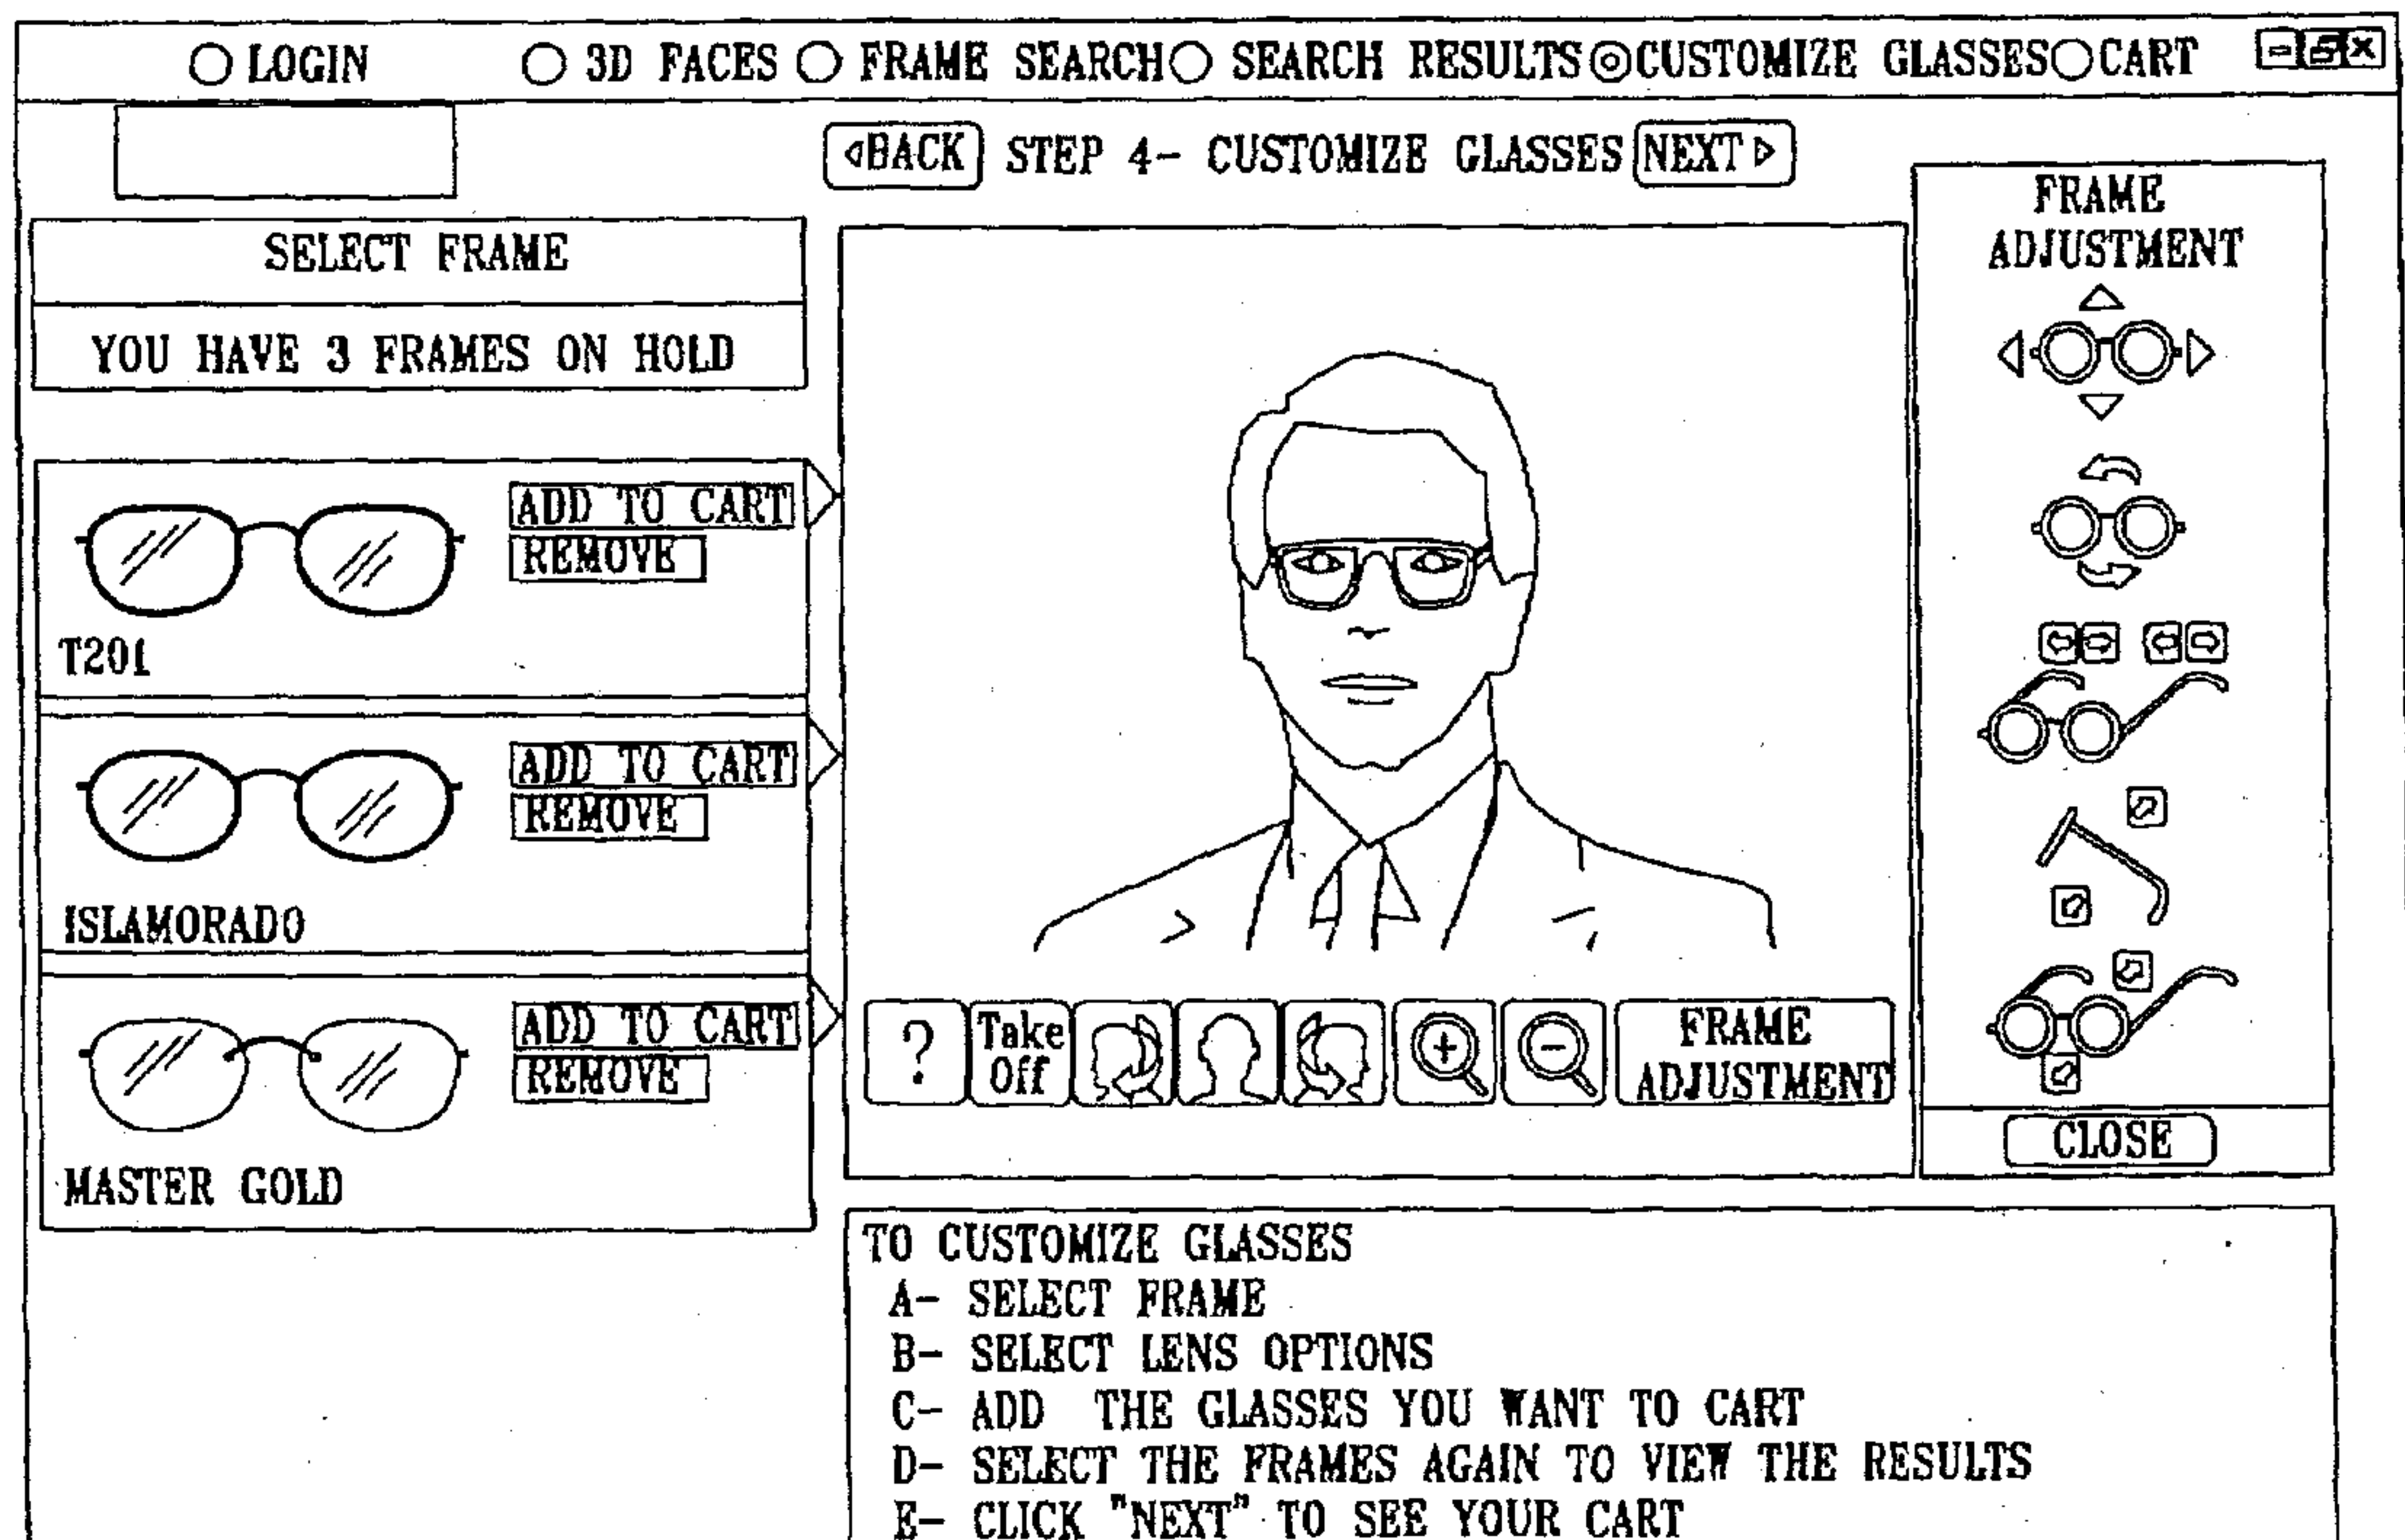 LOGIN 3D FACES FRAME SEARCH SEARCH RESULTS CUSTOMIZE GLASSES CART
BACK STEP 4- CUSTOMIZE GLASSES NEXT
SELECT FRAME
YOU HAVE 3 FRAMES ON HOLD
ADD TO CART
REMOVE
T201
ADD TO CART
REMOVE
ISLAMORADO
ADD TO CART
REMOVE
MASTER GOLD
?
Take
Off
FRAME
ADJUSTMENT
FRAME
ADJUSTMENT
CLOSE
TO CUSTOMIZE GLASSES
A- SELECT FRAME
B- SELECT LENS OPTIONS
C- ADD THE GLASSES YOU WANT TO CART
D- SELECT THE FRAMES AGAIN TO VIEW THE RESULTS
E- CLICK "NEXT" TO SEE YOUR CART